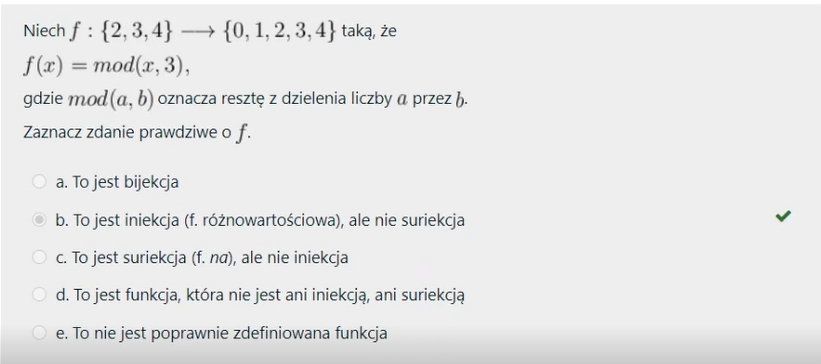 Niech f : {2, 3, 4} ⟶ {0, 1, 2, 3, 4} taką, że
f(x) = mod(x, 3),
gdzie mod(a, b) oznacza resztę z dzielenia liczby a przez b.
Zaznacz zdanie prawdziwe o f.
a. To jest bijekcja
b. To jest iniekcja (f. różnowartościowa), ale nie suriekcja
c. To jest suriekcja (f. na), ale nie iniekcja
d. To jest funkcja, która nie jest ani iniekcją, ani suriekcją
e. To nie jest poprawnie zdefiniowana funkcja